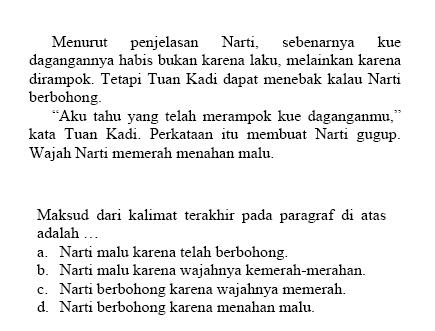 Menurut penjelasan Narti, sebenarnya kue
dagangannya habis bukan karena laku, melainkan karena
dirampok. Tetapi Tuan Kadi dapat menebak kalau Narti
berbohong.
“Aku tahu yang telah merampok kue daganganmu,”
kata Tuan Kadi. Perkataan itu membuat Narti gugup.
Wajah Narti memerah menahan malu.
Maksud dari kalimat terakhir pada paragraf di atas
adalah …
a. Narti malu karena telah berbohong.
b. Narti malu karena wajahnya kemerah-merahan.
c. Narti berbohong karena wajahnya memerah.
d. Narti berbohong karena menahan malu.